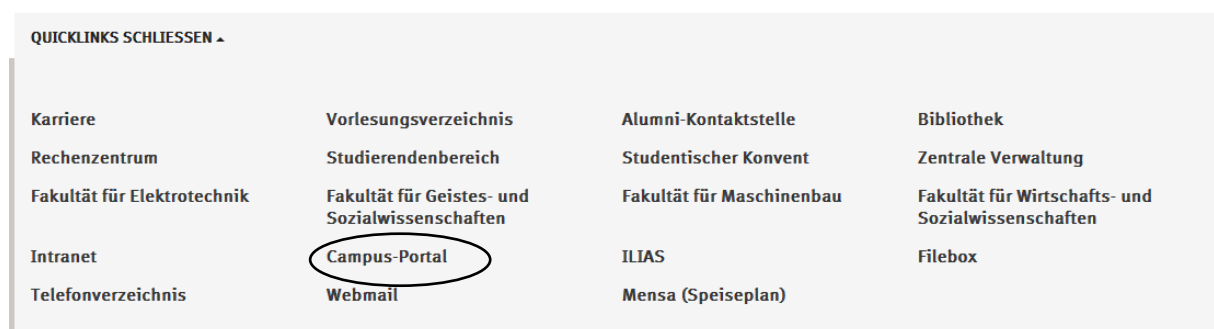 QUICKLINKS SCHLIESSEN
Karriere
Vorlesungsverzeichnis
Alumni-Kontaktstelle
Bibliothek
Rechenzentrum
Studierendenbereich
Studentischer Konvent
Zentrale Verwaltung
Fakultät für Elektrotechnik
Fakultät für Geistes- und
Sozialwissenschaften
Fakultät für Maschinenbau
Fakultät für Wirtschafts- und
Sozialwissenschaften
Intranet
Campus-Portal
ILIAS
Filebox
Telefonverzeichnis
Webmail
Mensa (Speiseplan)